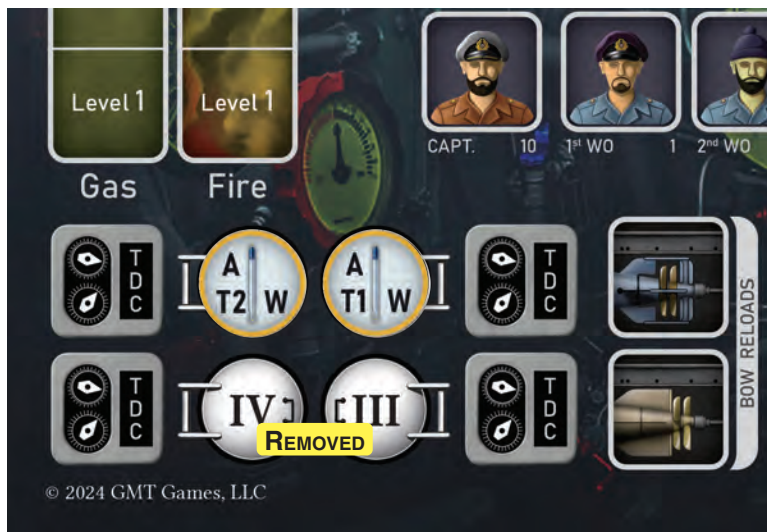 Level 1
Level 1
Gas
Fire
CAPT. 10
1st WO 1
2nd WO
TDC
A
T2 W
A
T1 W
TDC
BOW RELOADS
TDC
IV
III
TDC
REMOVED
© 2024 GMT Games, LLC